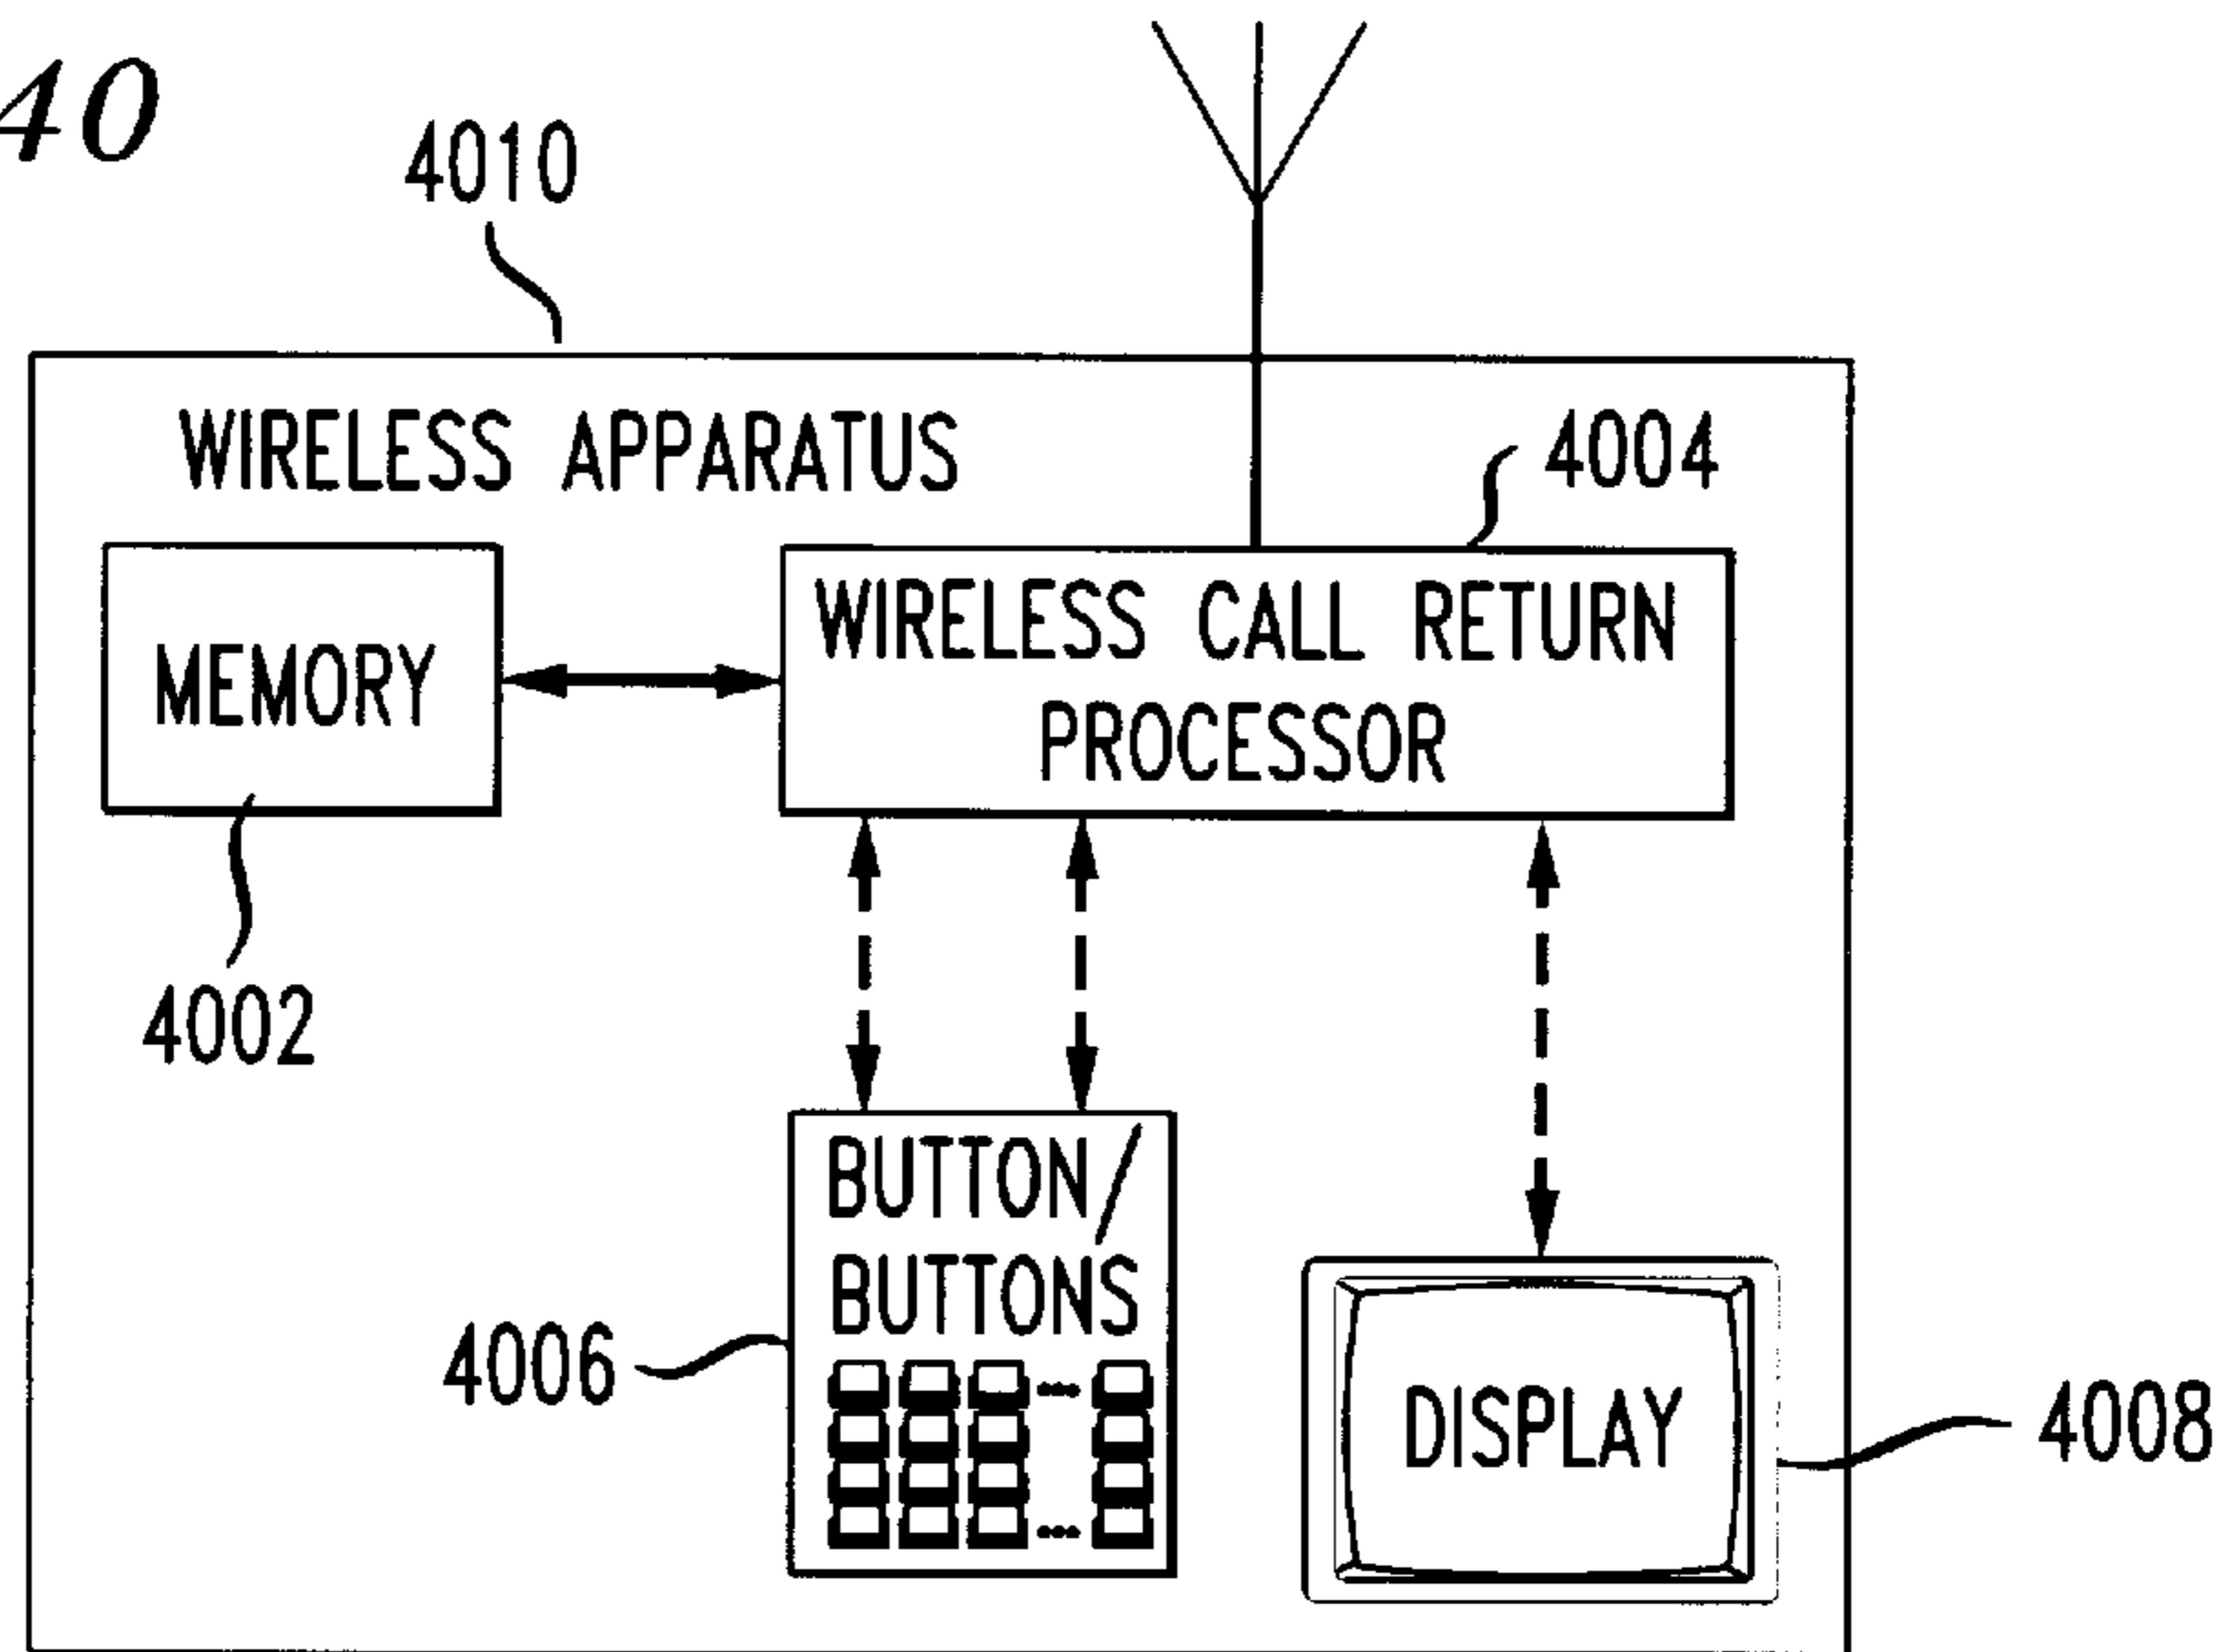 40
4010
WIRELESS APPARATUS
4004
MEMORY
WIRELESS CALL RETURN
PROCESSOR
4002
BUTTON/
BUTTONS
4006
DISPLAY
4008